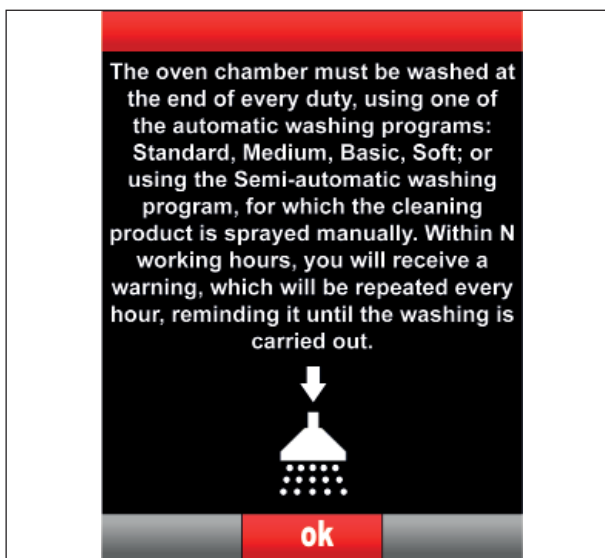 The oven chamber must be washed at
the end of every duty, using one of
the automatic washing programs:
Standard, Medium, Basic, Soft; or
using the Semi-automatic washing
program, for which the cleaning
product is sprayed manually. Within N
working hours, you will receive a
warning, which will be repeated every
hour, reminding it until the washing is
carried out.
ok